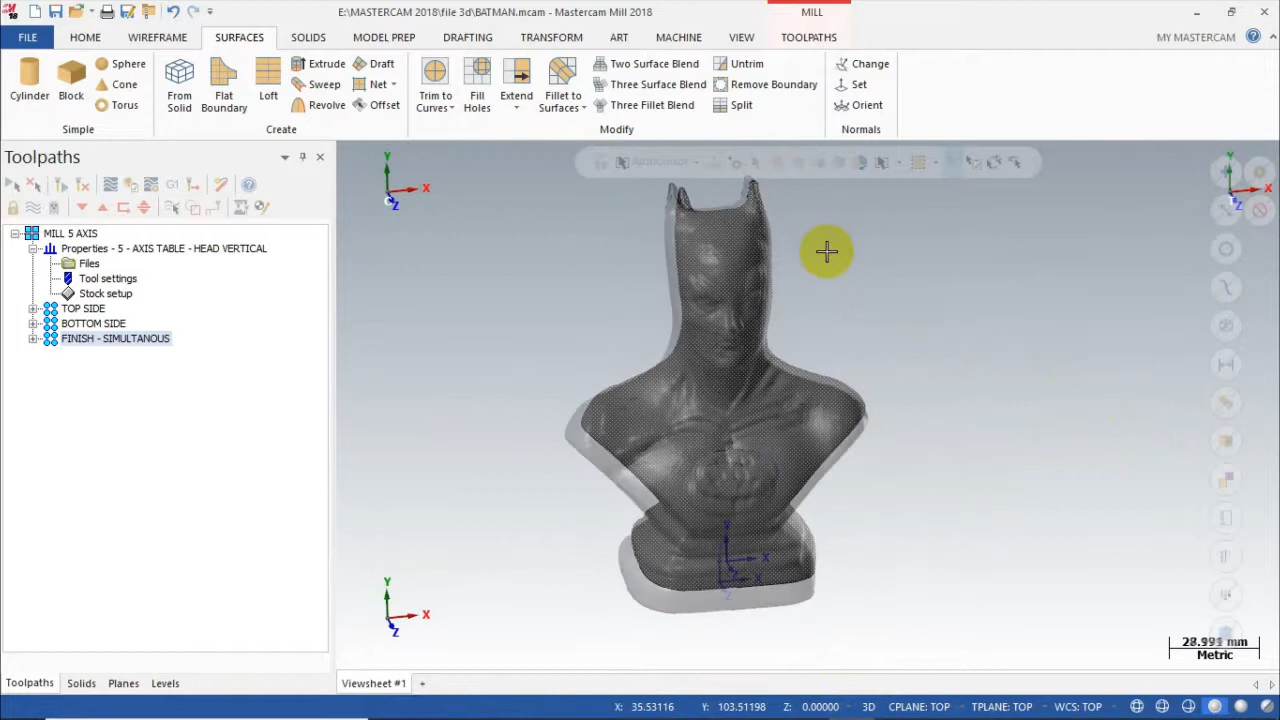 18
E:\MASTERCAM 2018\file 3d\BATMAN.mcam - Mastercam Mill 2018
MILL
FILE HOME WIREFRAME SURFACES SOLIDS MODEL PREP DRAFTING TRANSFORM ART MACHINE VIEW TOOLPATHS MY MASTERCAM
Cylinder
Block
Sphere
Cone
Torus
Simple
From Solid
Flat Boundary
Loft
Extrude
Sweep
Revolve
Draft
Net
Offset
Create
Trim to Curves
Fill Holes
Extend
Fillet to Surfaces
Two Surface Blend
Three Surface Blend
Three Fillet Blend
Untrim
Remove Boundary
Split
Modify
Change
Set
Orient
Normals
Toolpaths
G1
MILL 5 AXIS
Properties - 5 - AXIS TABLE - HEAD VERTICAL
Files
Tool settings
Stock setup
TOP SIDE
BOTTOM SIDE
FINISH - SIMULTANOUS
AutoCursor
Y
X
Z
Y
X
Z
Y
X
Z
X
Z
Y
X
Z
28.991 mm
Metric
Toolpaths Solids Planes Levels
Viewsheet #1 +
X: 35.53116 Y: 103.51198 Z: 0.00000 3D CPLANE: TOP TPLANE: TOP WCS: TOP